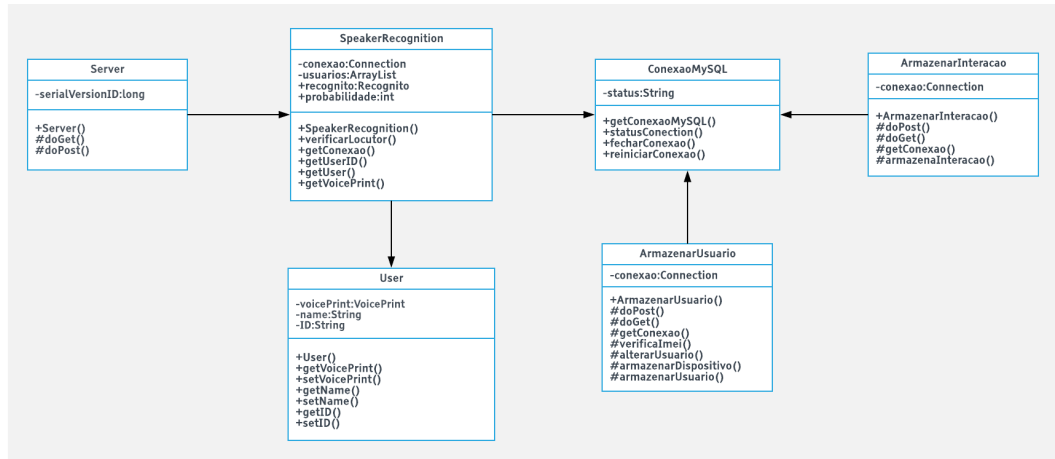 Server
-serialVersionID:long
+Server()
#doGet()
#doPost()
SpeakerRecognition
-conexao:Connection
-usuarios:ArrayList
+recognito:Recognito
+probabilidade:int
+SpeakerRecognition()
+verificarLocutor()
+getConexao()
+getUserID()
+getUser()
+getVoicePrint()
ConexaoMySQL
-status:String
+getConexaoMySQL()
+statusConection()
+fecharConexao()
+reiniciarConexao()
ArmazenarInteracao
-conexao:Connection
+ArmazenarInteracao()
#doPost()
#doGet()
#getConexao()
#armazenaInteracao()
User
-voicePrint:VoicePrint
-name:String
-ID:String
+User()
+getVoicePrint()
+setVoicePrint()
+getName()
+setName()
+getID()
+setID()
ArmazenarUsuario
-conexao:Connection
+ArmazenarUsuario()
#doPost()
#doGet()
#getConexao()
#verificaImei()
#alterarUsuario()
#armazenarDispositivo()
#armazenarUsuario()